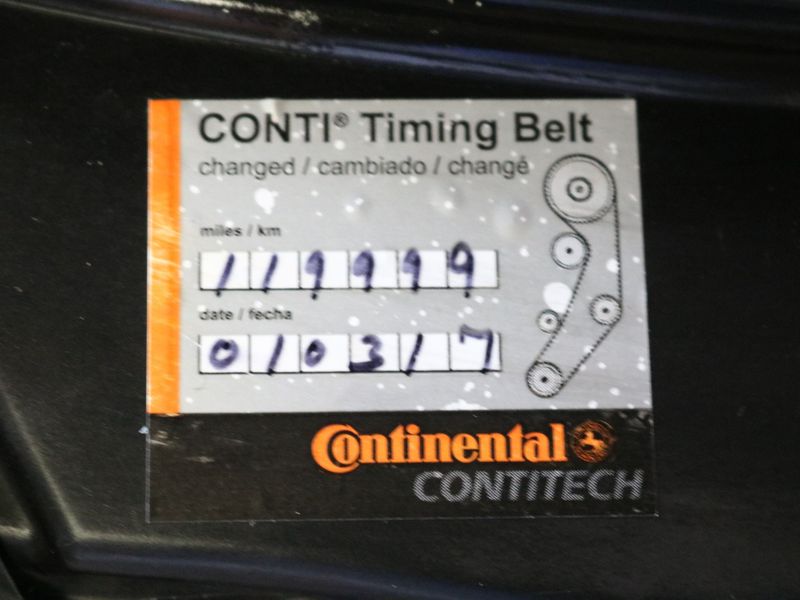 CONTI® Timing Belt
changed / cambiado / changé
miles / km
119999
date / fecha
010317
Continental
CONTITECH